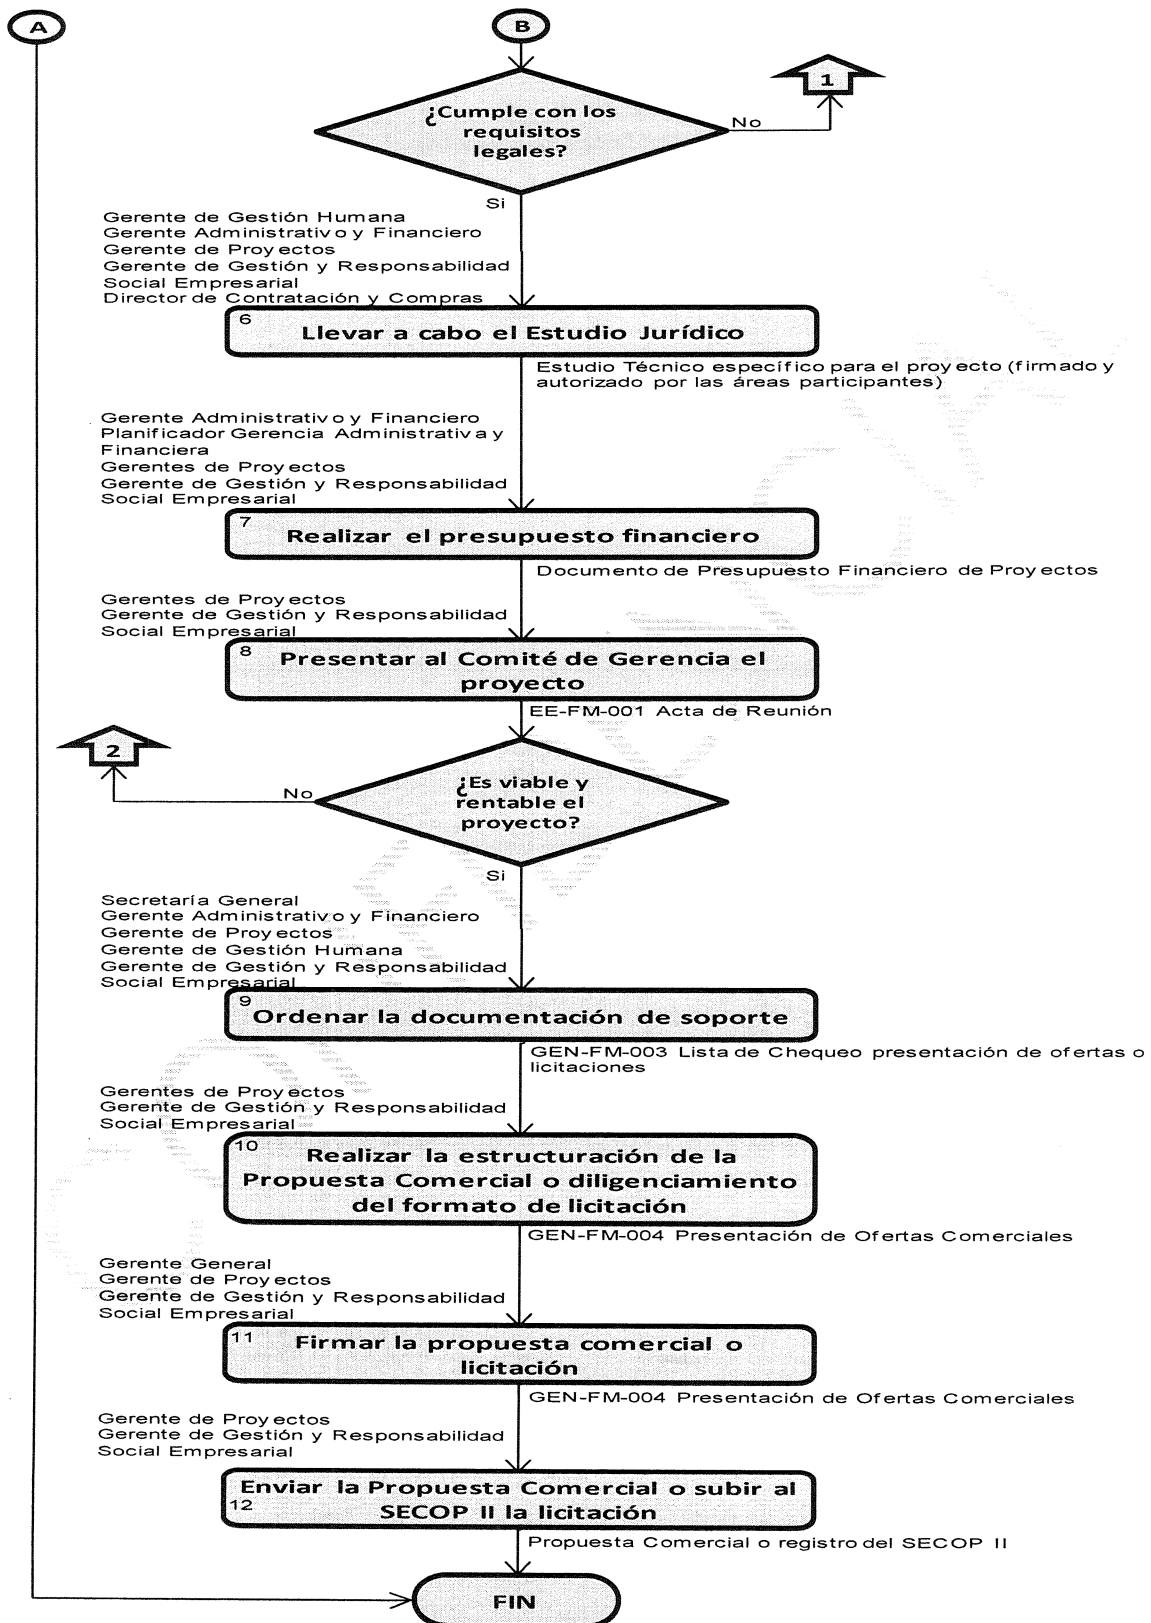 A
B
1
¿Cumple con los
requisitos
legales?
No
Si
Gerente de Gestión Humana
Gerente Administrativo y Financiero
Gerente de Proyectos
Gerente de Gestión y Responsabilidad
Social Empresarial
Director de Contratación y Compras
6
Llevar a cabo el Estudio Jurídico
Estudio Técnico específico para el proyecto (firmado y
autorizado por las áreas participantes)
Gerente Administrativo y Financiero
Planificador Gerencia Administrativa y
Financiera
Gerentes de Proyectos
Gerente de Gestión y Responsabilidad
Social Empresarial
7
Realizar el presupuesto financiero
Documento de Presupuesto Financiero de Proyectos
Gerentes de Proyectos
Gerente de Gestión y Responsabilidad
Social Empresarial
8
Presentar al Comité de Gerencia el
proyecto
EE-FM-001 Acta de Reunión
2
No
¿Es viable y
rentable el
proyecto?
Si
Secretaría General
Gerente Administrativo y Financiero
Gerente de Proyectos
Gerente de Gestión Humana
Gerente de Gestión y Responsabilidad
Social Empresarial
9
Ordenar la documentación de soporte
GEN-FM-003 Lista de Chequeo presentación de ofertas o
licitaciones
Gerentes de Proyectos
Gerente de Gestión y Responsabilidad
Social Empresarial
10
Realizar la estructuración de la
Propuesta Comercial o diligenciamiento
del formato de licitación
GEN-FM-004 Presentación de Ofertas Comerciales
Gerente General
Gerente de Proyectos
Gerente de Gestión y Responsabilidad
Social Empresarial
11
Firmar la propuesta comercial o
licitación
GEN-FM-004 Presentación de Ofertas Comerciales
Gerente de Proyectos
Gerente de Gestión y Responsabilidad
Social Empresarial
Enviar la Propuesta Comercial o subir al
12
SECOP II la licitación
Propuesta Comercial o registro del SECOP II
FIN